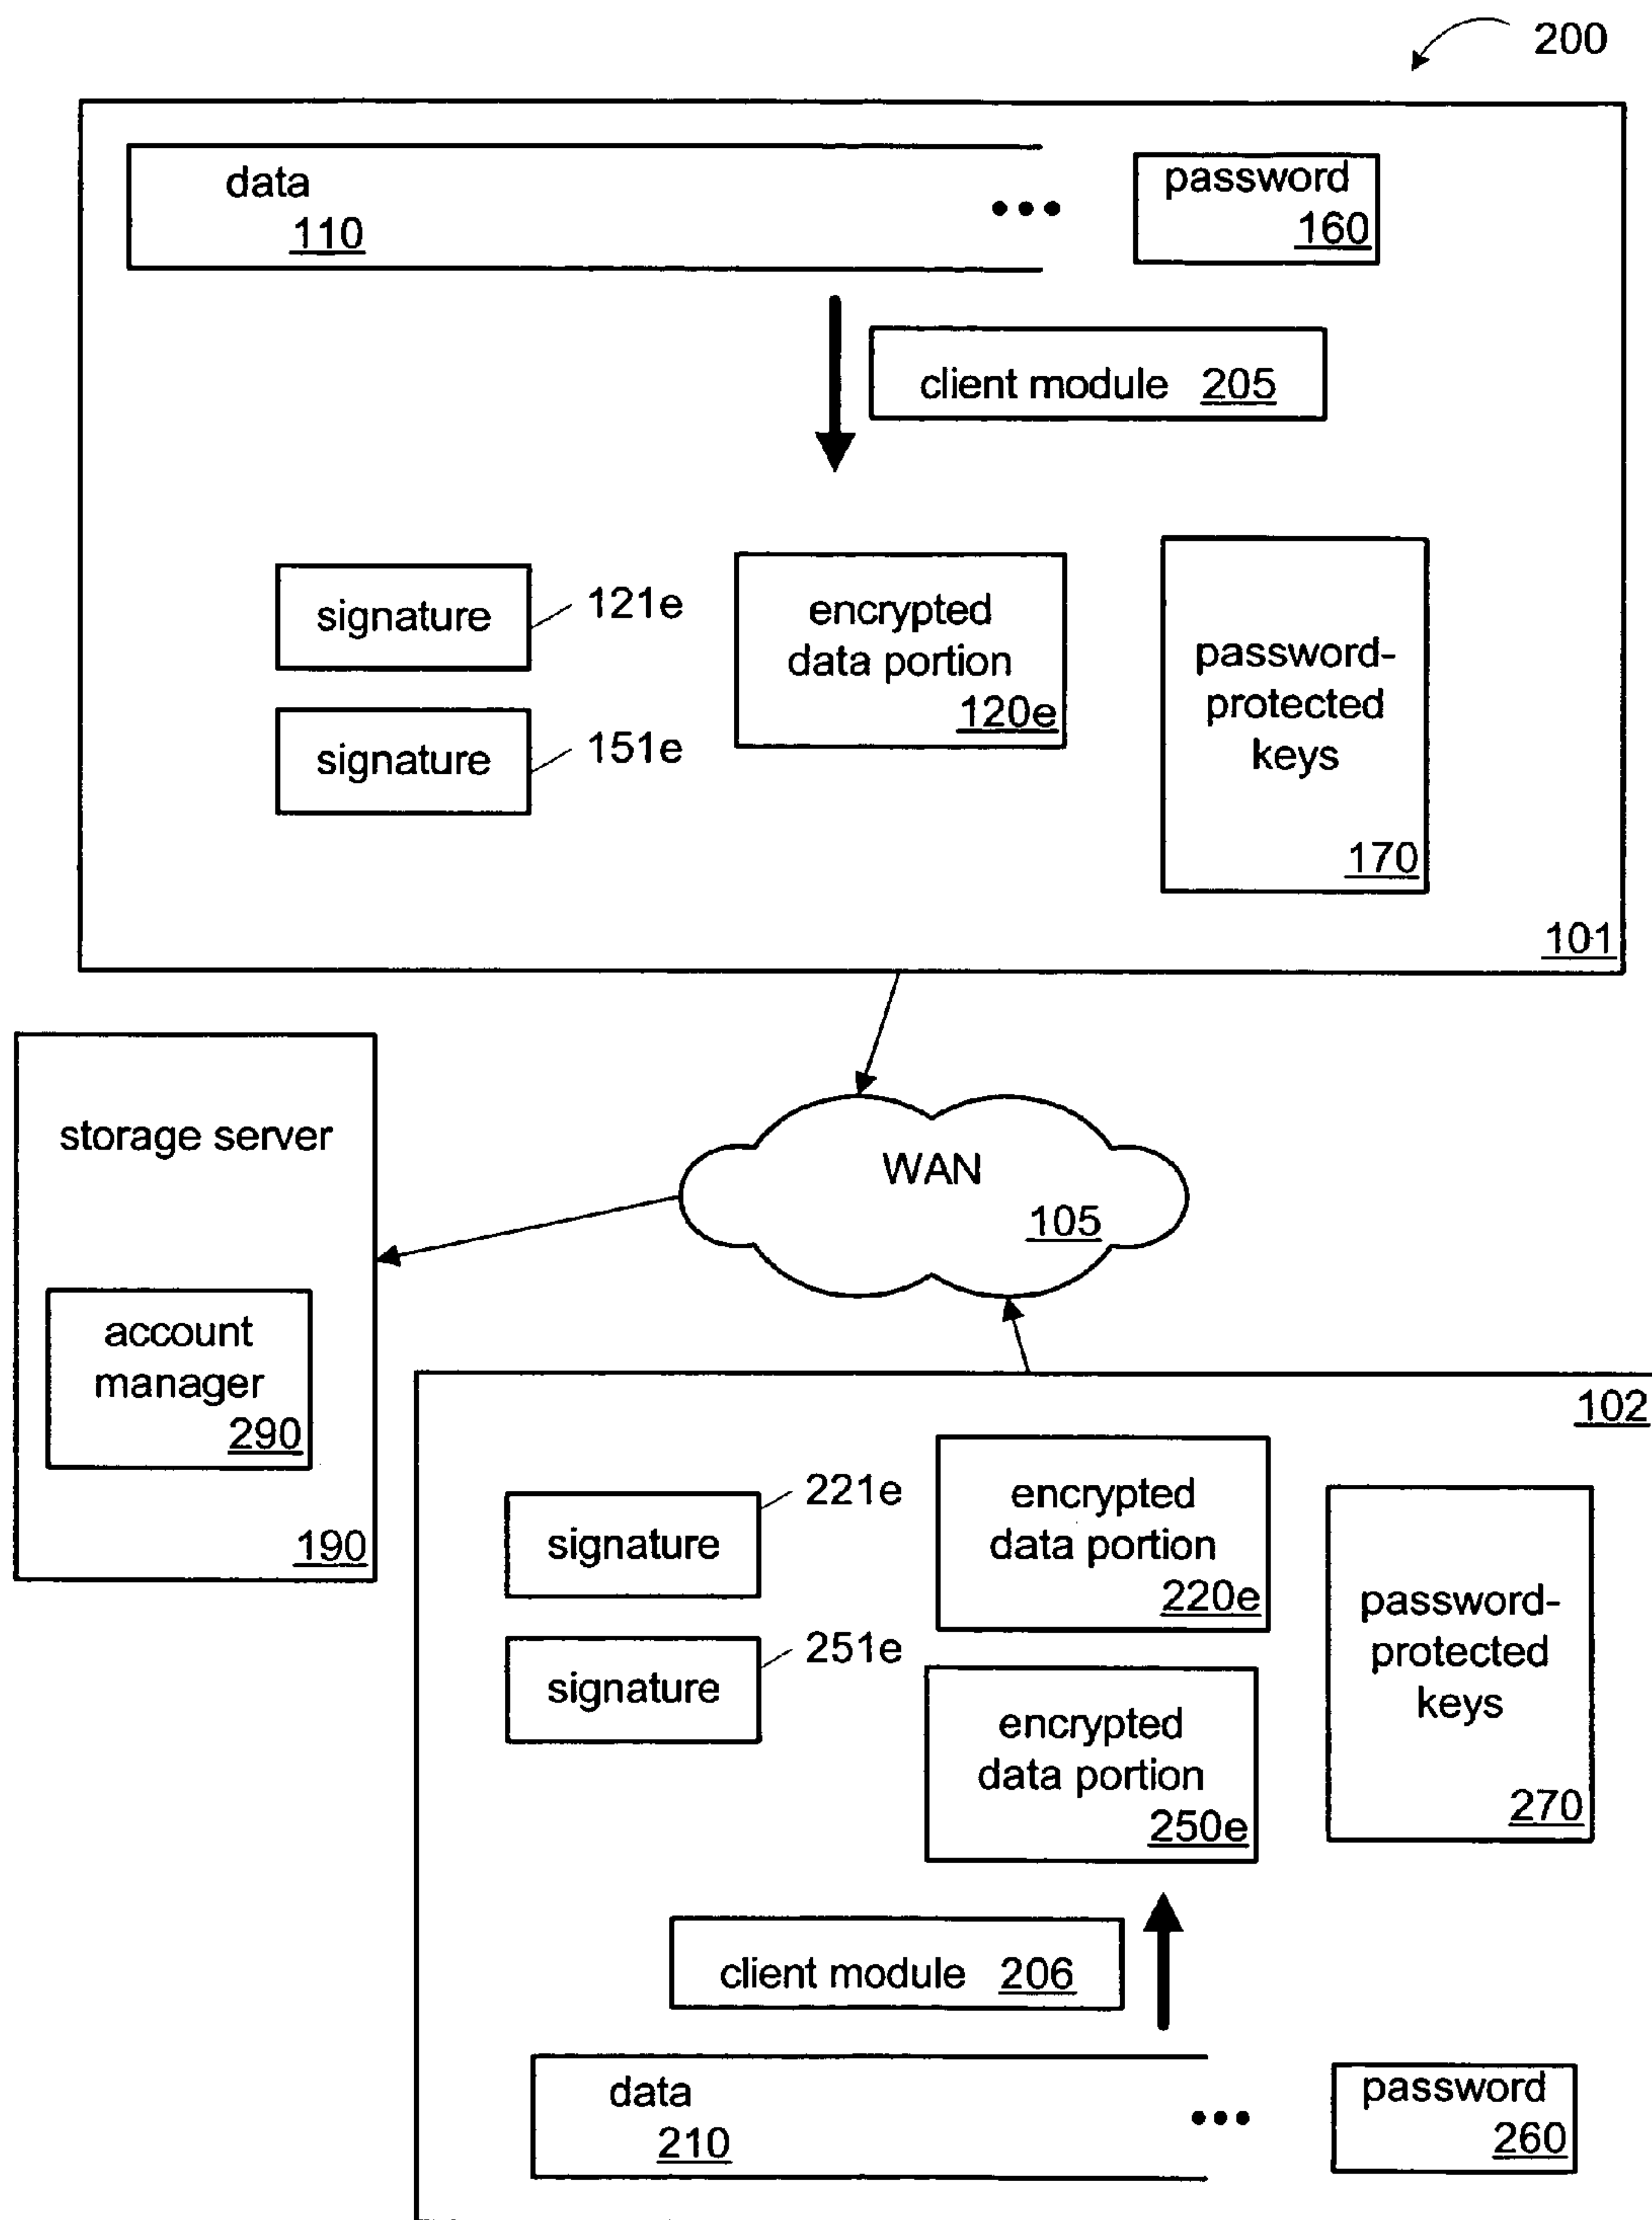 200
data
110
password
160
client module 205
signature
121e
encrypted
data portion
120e
password-
protected
keys
170
signature
151e
101
storage server
account
manager
290
190
WAN
105
102
signature
221e
encrypted
data portion
220e
password-
protected
keys
270
signature
251e
encrypted
data portion
250e
client module 206
data
210
password
260